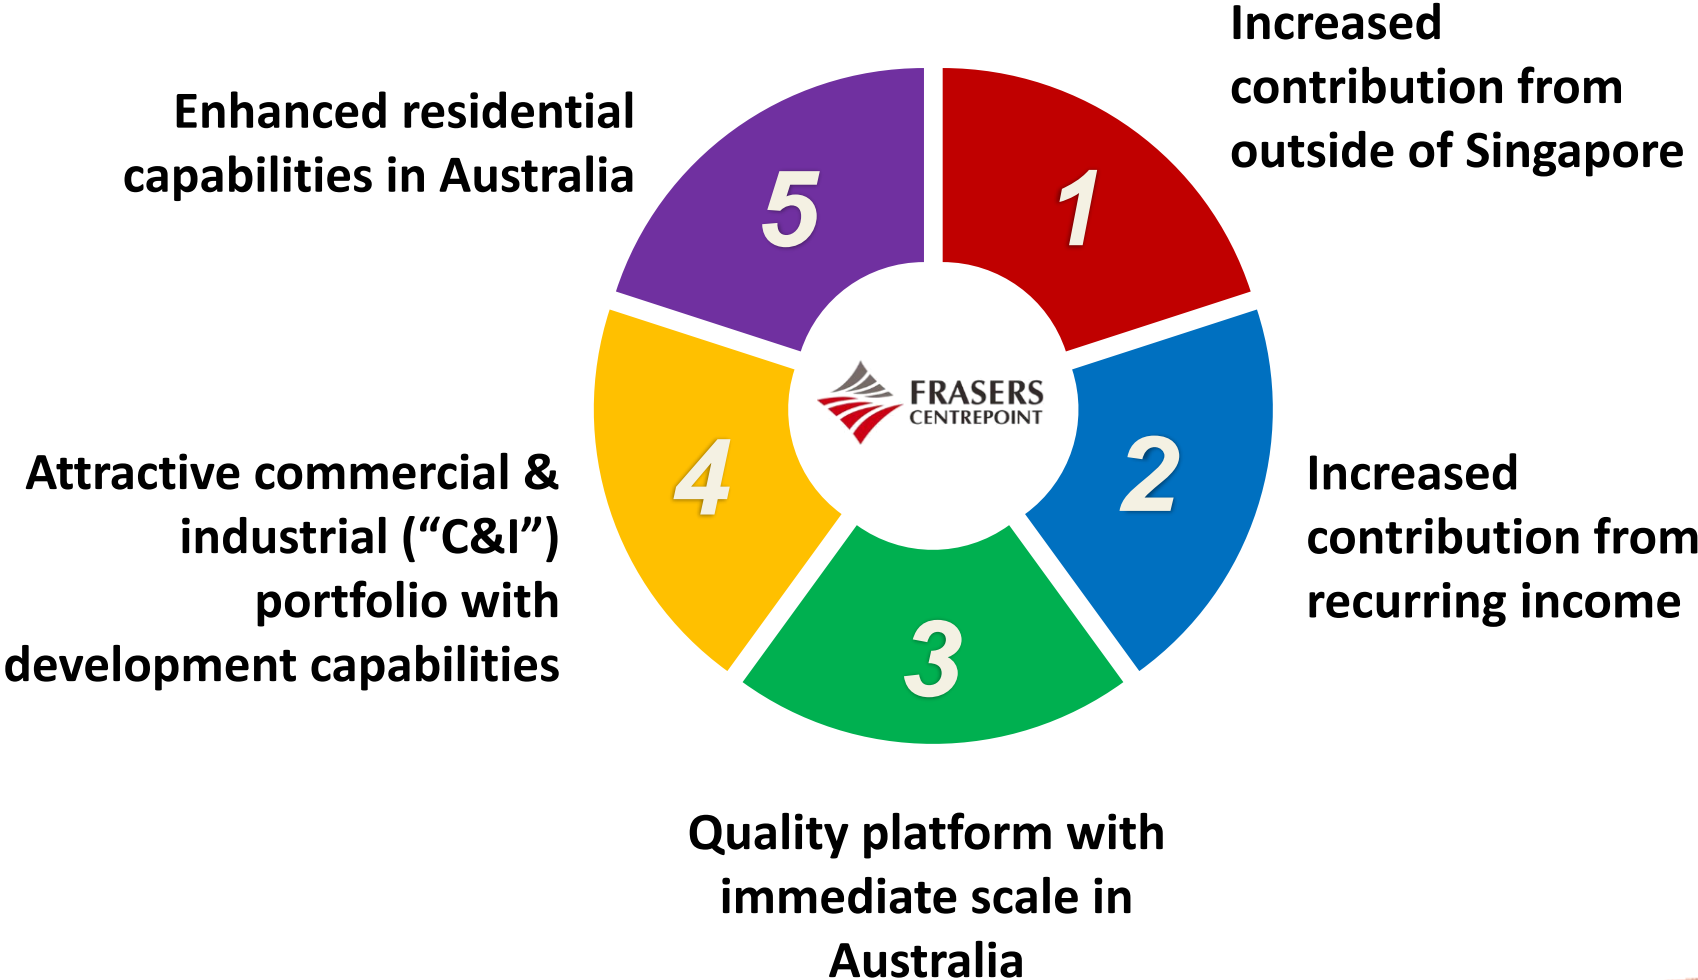 1
Increased
contribution from
outside of Singapore
2
Increased
contribution from
recurring income
3
Quality platform with
immediate scale in
Australia
4
Attractive commercial &
industrial (“C&I”)
portfolio with
development capabilities
5
Enhanced residential
capabilities in Australia
FRASERS
CENTREPOINT